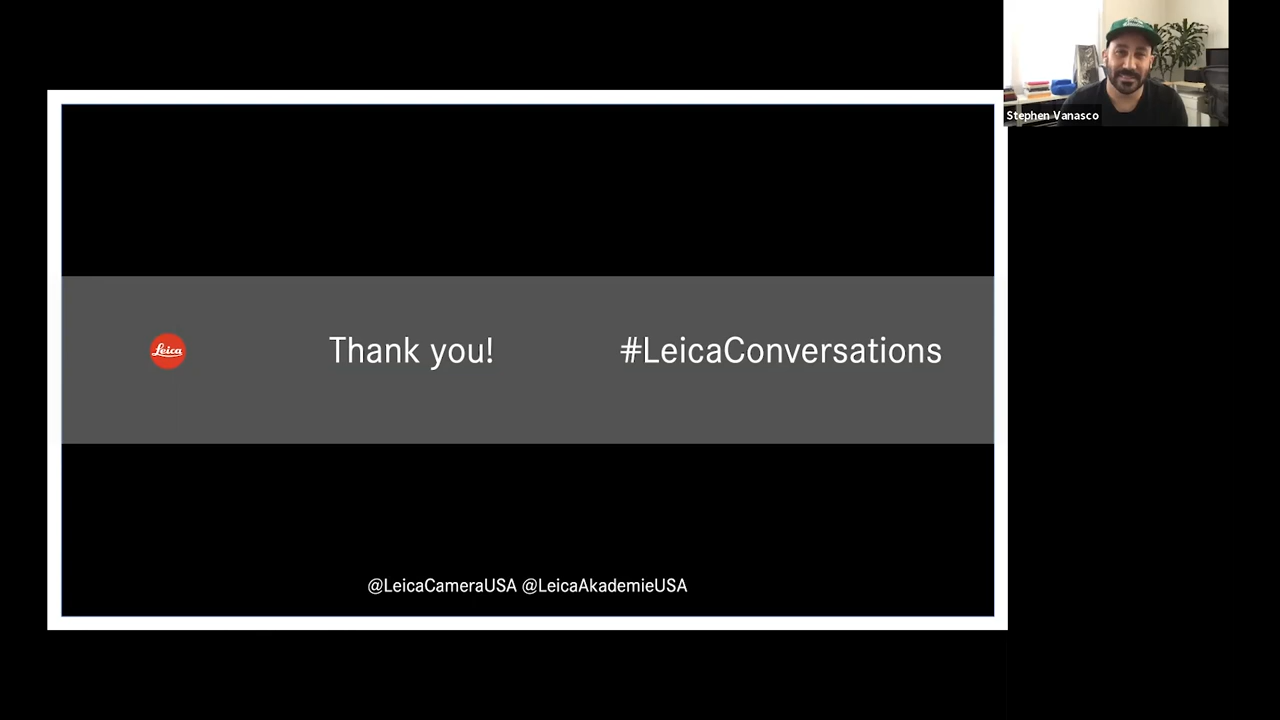 Stephen Vanasco
Leica
Thank you!
#LeicaConversations
@LeicaCameraUSA @LeicaAkademieUSA